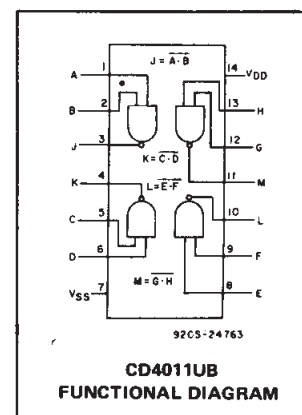 J = A·B
A 1
14 VDD
B 2
13 H
12 G
J 3
K = C·D
11 M
K 4
L = E·F
10 L
C 5
D 6
9 F
M = G·H
VSS 7
8 E
92CS-24763
CD4011UB
FUNCTIONAL DIAGRAM